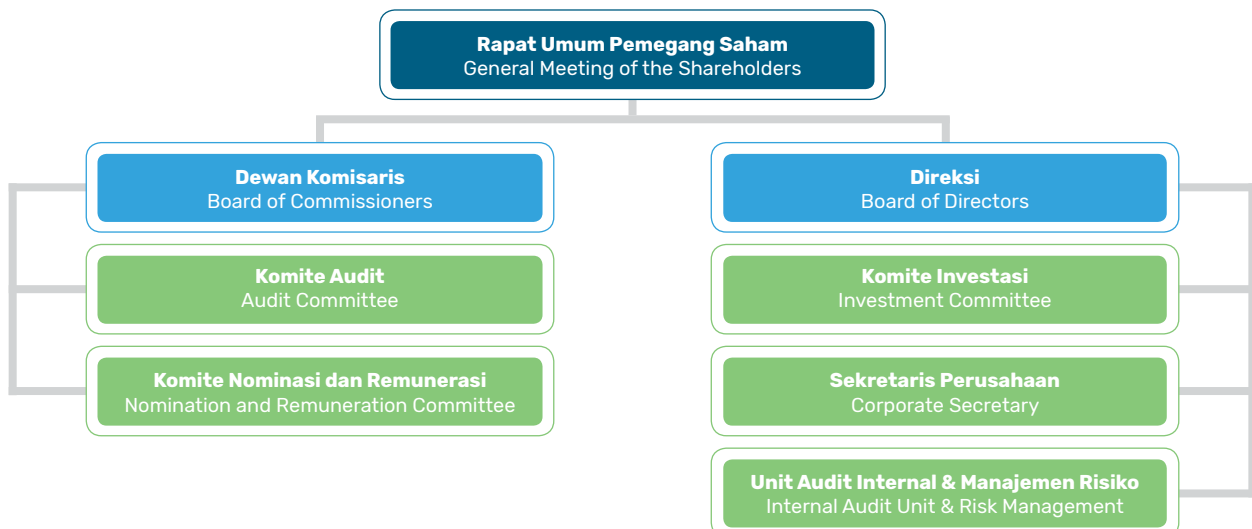 Rapat Umum Pemegang Saham
General Meeting of the Shareholders
Dewan Komisaris
Board of Commissioners
Direksi
Board of Directors
Komite Audit
Audit Committee
Komite Investasi
Investment Committee
Komite Nominasi dan Remunerasi
Nomination and Remuneration Committee
Sekretaris Perusahaan
Corporate Secretary
Unit Audit Internal & Manajemen Risiko
Internal Audit Unit & Risk Management